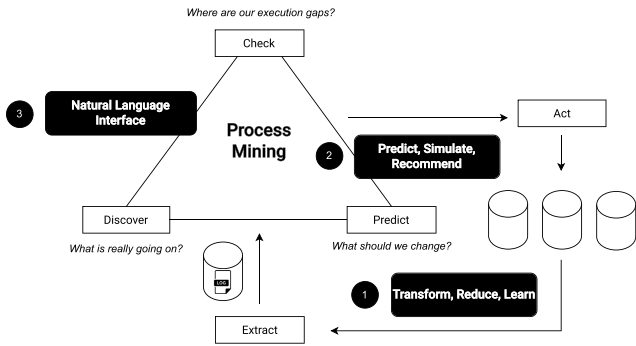 Where are our execution gaps?
Check
3
Natural Language
Interface
Process
Mining
2
Predict, Simulate,
Recommend
Act
Discover
Predict
What is really going on?
What should we change?
LOG
1
Transform, Reduce, Learn
Extract